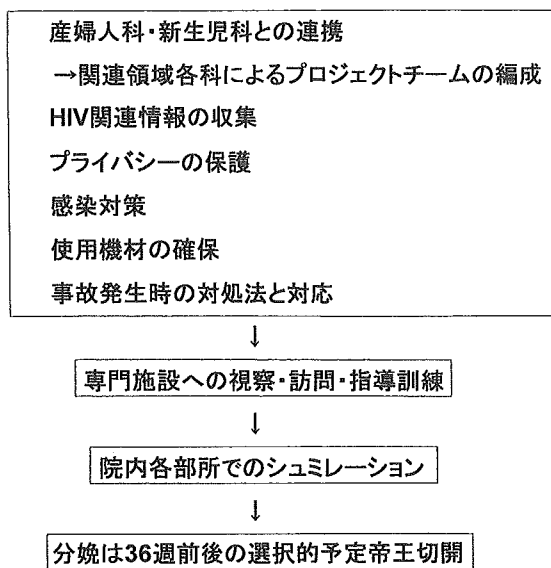 産婦人科・新生児科との連携
→関連領域各科によるプロジェクトチームの編成
HIV関連情報の収集
プライバシーの保護
感染対策
使用機材の確保
事故発生時の対処法と対応
↓
専門施設への視察・訪問・指導訓練
↓
院内各部所でのシュミレーション
↓
分娩は36週前後の選択的予定帝王切開